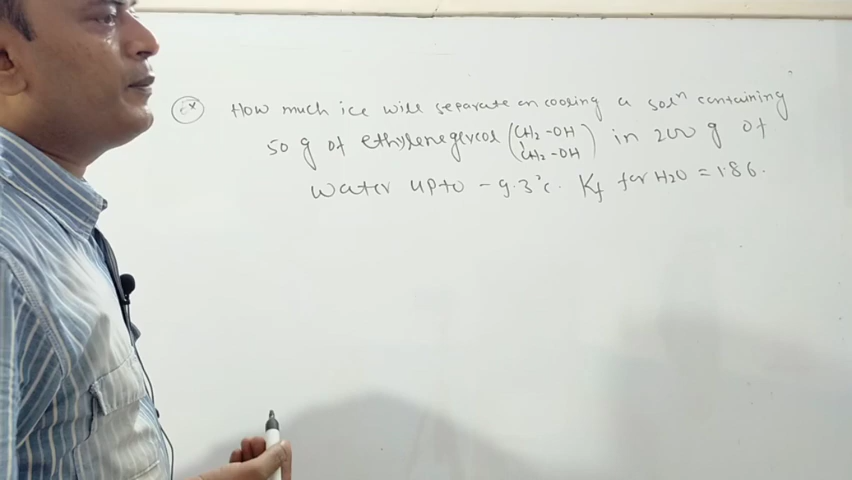 Ex How much ice will separate on cooling a solⁿ containing
50 g of ethyleneglycol (CH2-OH
CH2-OH) in 200 g of
water upto -9.3°c. Kf for H2O = 1.86.